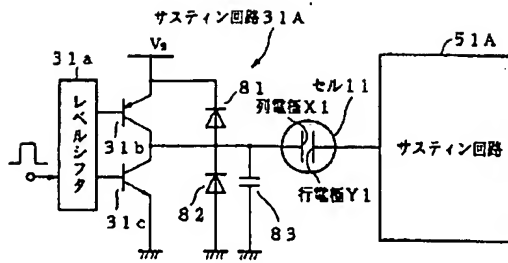 サスティン回路31A
31a
V₂
レベルシフタ
31b
31c
81
82
83
列電極X1
セル11
行電極Y1
51A
サスティン回路